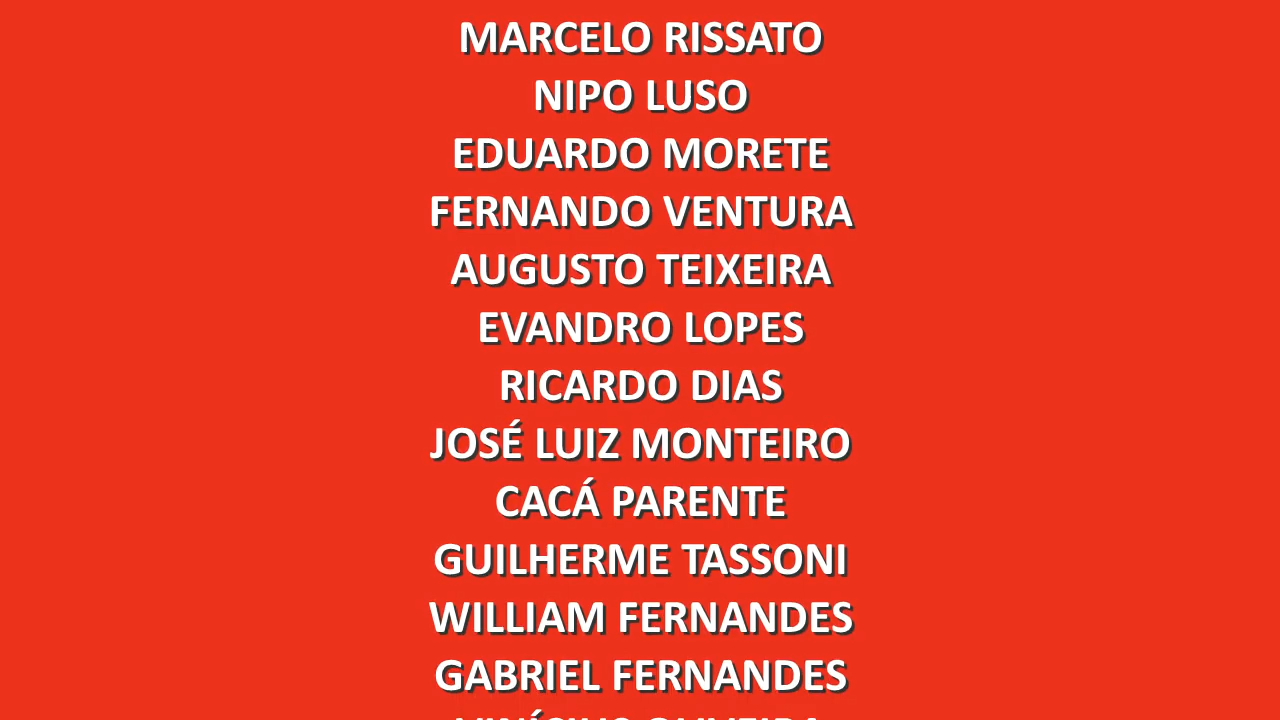 MARCELO RISSATO
NIPO LUSO
EDUARDO MORETE
FERNANDO VENTURA
AUGUSTO TEIXEIRA
EVANDRO LOPES
RICARDO DIAS
JOSÉ LUIZ MONTEIRO
CACÁ PARENTE
GUILHERME TASSONI
WILLIAM FERNANDES
GABRIEL FERNANDES